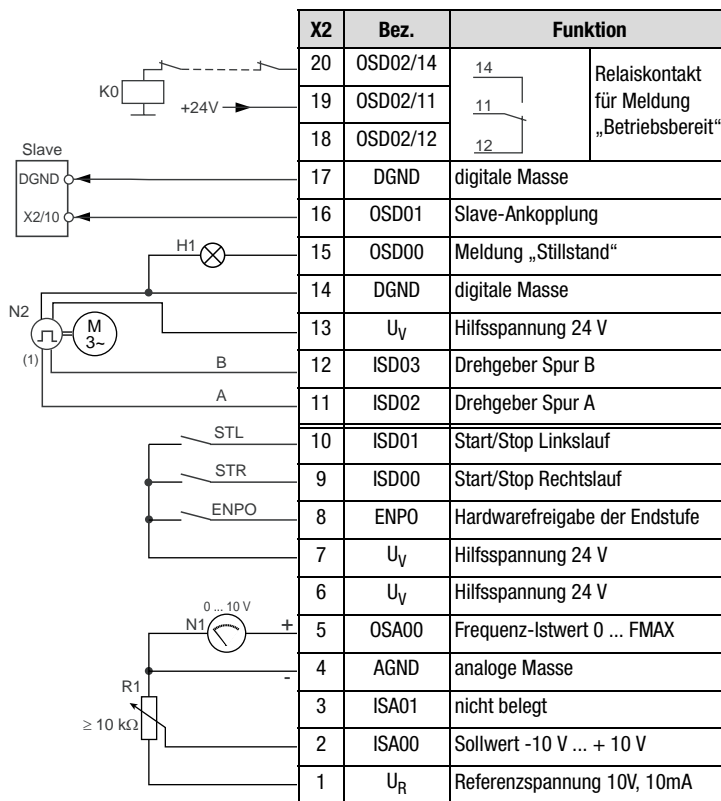 X2 Bez. Funktion
20 OSD02/14
19 OSD02/11
18 OSD02/12
14
11
12
Relaiskontakt
für Meldung
„Betriebsbereit“
17 DGND digitale Masse
16 OSD01 Slave-Ankopplung
15 OSD00 Meldung „Stillstand“
14 DGND digitale Masse
13 UV Hilfsspannung 24 V
12 ISD03 Drehgeber Spur B
11 ISD02 Drehgeber Spur A
10 ISD01 Start/Stop Linkslauf
9 ISD00 Start/Stop Rechtslauf
8 ENPO Hardwarefreigabe der Endstufe
7 UV Hilfsspannung 24 V
6 UV Hilfsspannung 24 V
5 OSA00 Frequenz-Istwert 0 ... FMAX
4 AGND analoge Masse
3 ISA01 nicht belegt
2 ISA00 Sollwert -10 V ... + 10 V
1 UR Referenzspannung 10V, 10mA
K0
+24V
Slave
DGND
X2/10
H1
N2
M
3~
(1)
B
A
STL
STR
ENPO
0 ... 10 V
N1
+
-
R1
≥ 10 kΩ